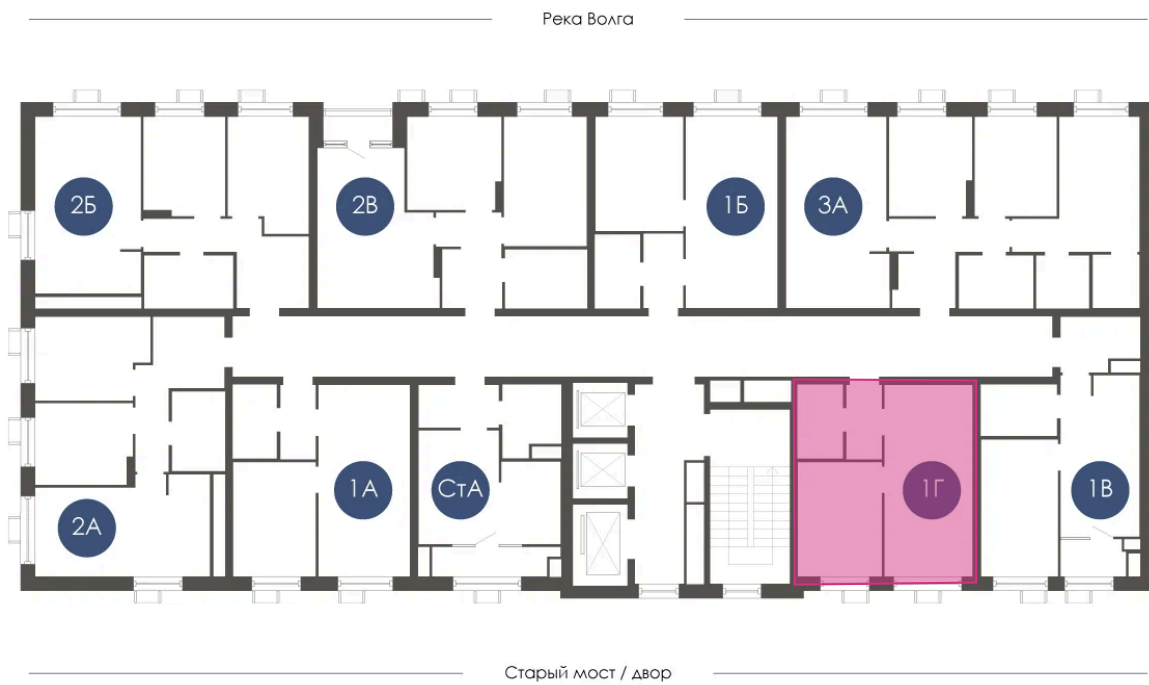 Река Волга
2Б
2В
1Б
3А
2А
1А
СтА
1Г
1В
Старый мост / двор